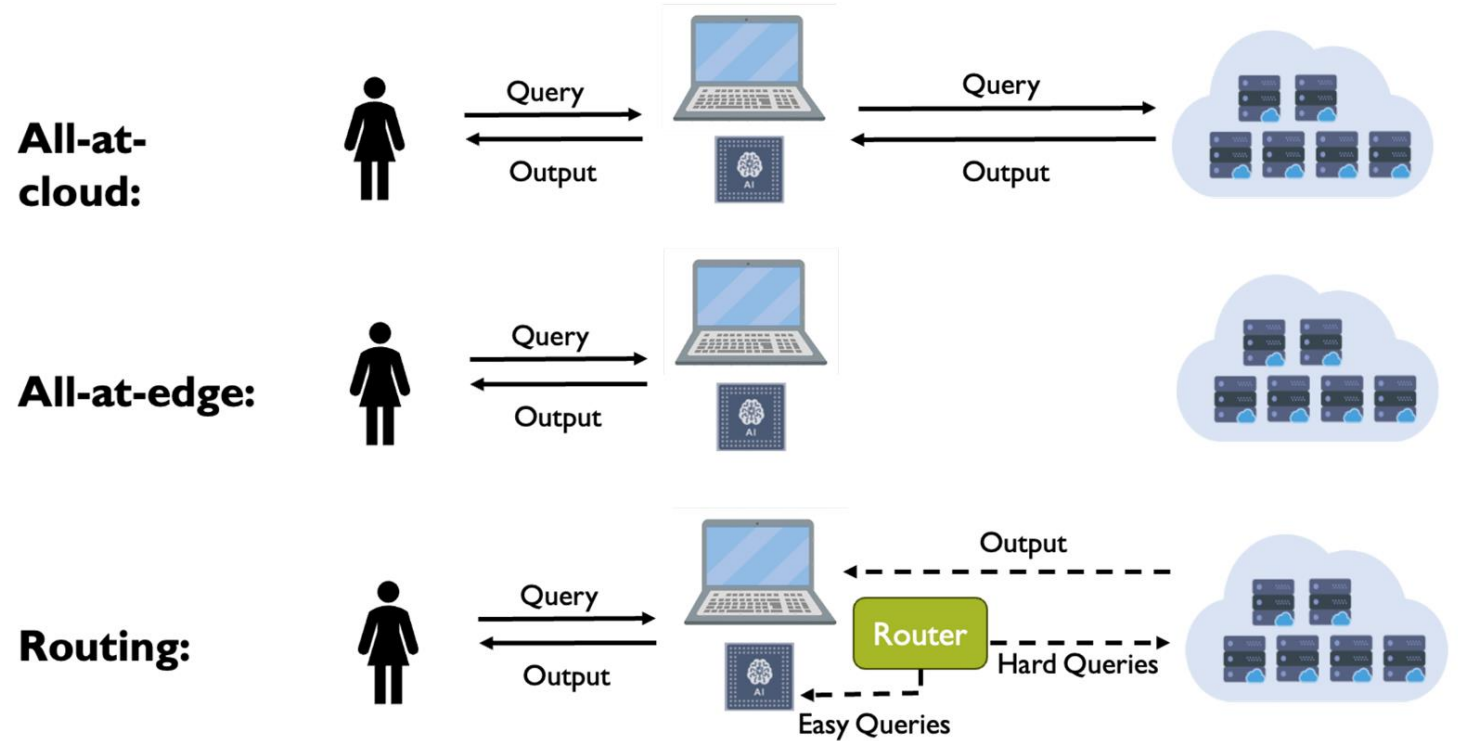 Query
Query
All-at-
cloud:
AI
Output
Output
Query
All-at-edge:
Output
AI
Output
Query
Router
Routing:
Hard Queries
Output
AI
Easy Queries